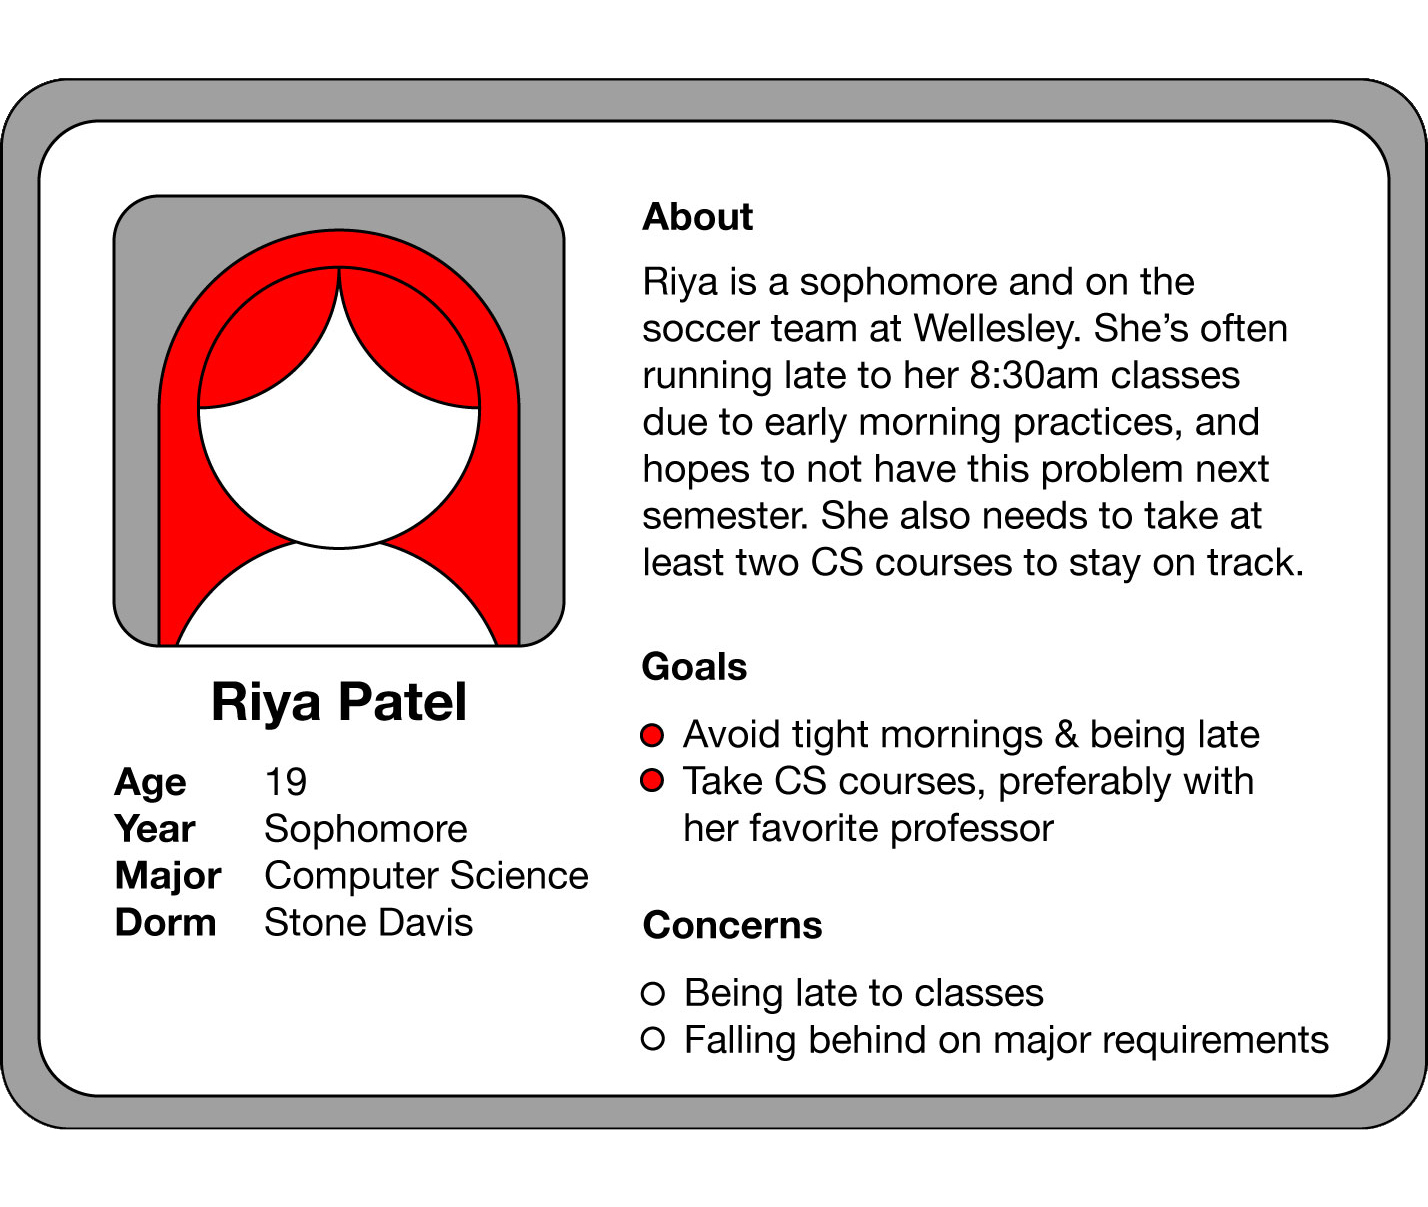 Riya Patel
Age 19
Year Sophomore
Major Computer Science
Dorm Stone Davis
About
Riya is a sophomore and on the
soccer team at Wellesley. She’s often
running late to her 8:30am classes
due to early morning practices, and
hopes to not have this problem next
semester. She also needs to take at
least two CS courses to stay on track.
Goals
Avoid tight mornings & being late
Take CS courses, preferably with
her favorite professor
Concerns
Being late to classes
Falling behind on major requirements